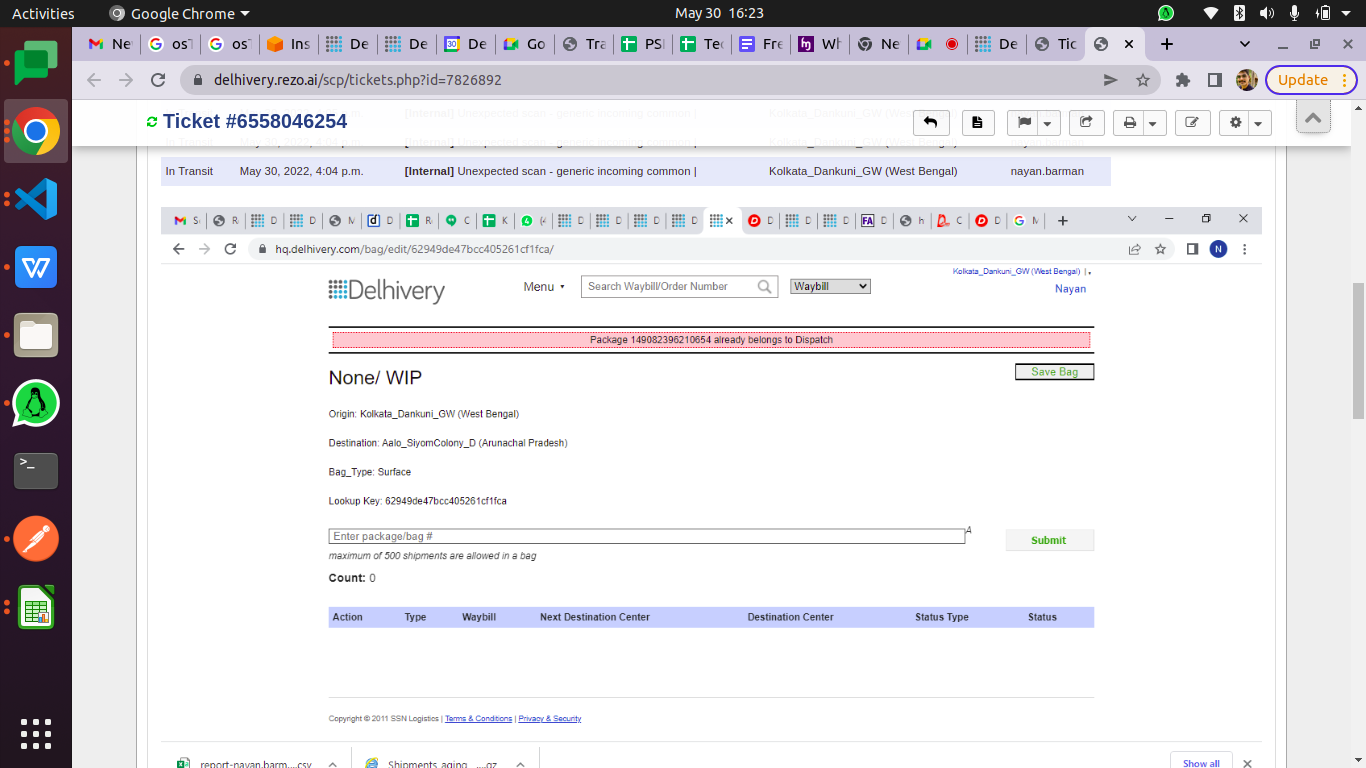 Activities Google Chrome May 30 16:23
Ne osT os Ins De De De Go Tra PSI Tec Fre Wh Ne De Tic
delhivery.rezo.ai/scp/tickets.php?id=7826892 Update
Ticket #6558046254
In Transit May 30, 2022, 4:04 p.m. [Internal] Unexpected scan - generic incoming common | Kolkata_Dankuni_GW (West Bengal) nayan.barman
hq.delhivery.com/bag/edit/62949de47bcc405261cf1fca/ N
Kolkata_Dankuni_GW (West Bengal) | .
Delhivery Menu Search Waybill/Order Number Waybill Nayan
Package 149082396210654 already belongs to Dispatch
None/ WIP Save Bag
Origin: Kolkata_Dankuni_GW (West Bengal)
Destination: Aalo_SiyomColony_D (Arunachal Pradesh)
Bag_Type: Surface
Lookup Key: 62949de47bcc405261cf1fca
Enter package/bag # A Submit
maximum of 500 shipments are allowed in a bag
Count: 0
Action Type Waybill Next Destination Center Destination Center Status Type Status
Copyright © 2011 SSN Logistics | Terms & Conditions | Privacy & Security
report-nayan.barm....csv Shipments_aging_....gz Show all